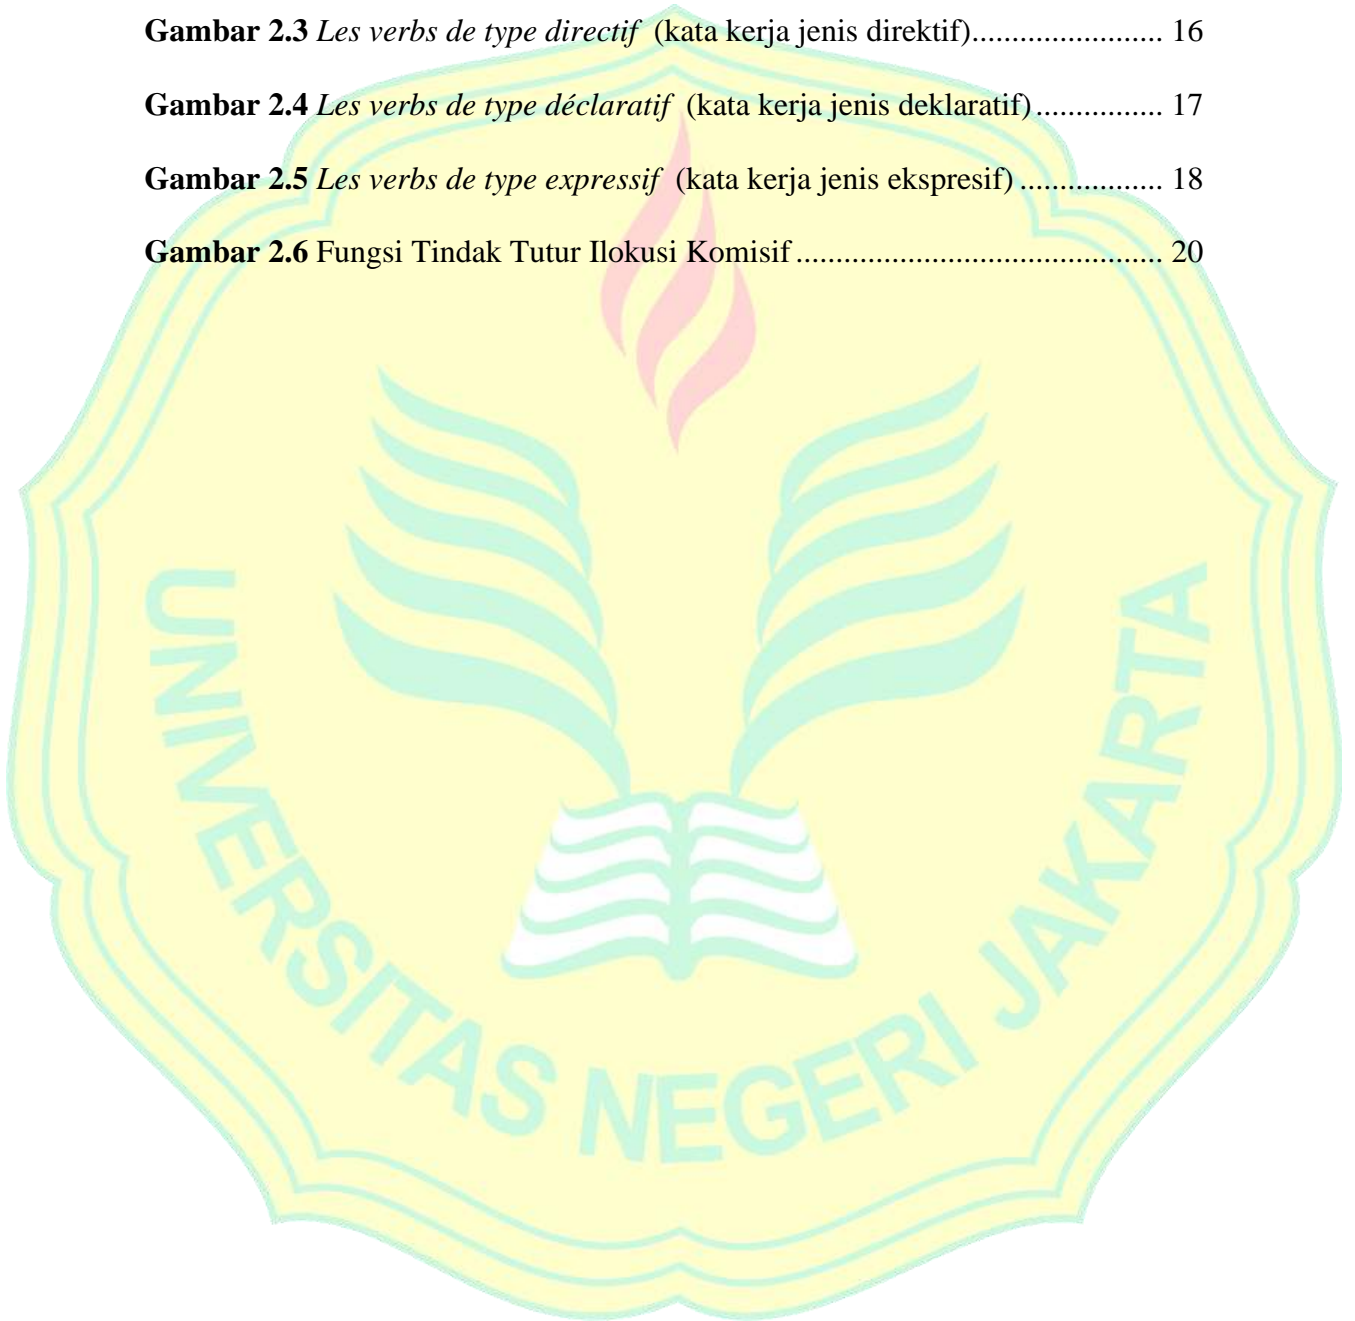 Gambar 2.3 Les verbs de type directif (kata kerja jenis direktif)........................ 16
Gambar 2.4 Les verbs de type déclaratif (kata kerja jenis deklaratif)................ 17
Gambar 2.5 Les verbs de type expressif (kata kerja jenis ekspresif).................. 18
Gambar 2.6 Fungsi Tindak Tutur Ilokusi Komisif.............................................. 20
UNIVERSITAS NEGERI JAKARTA